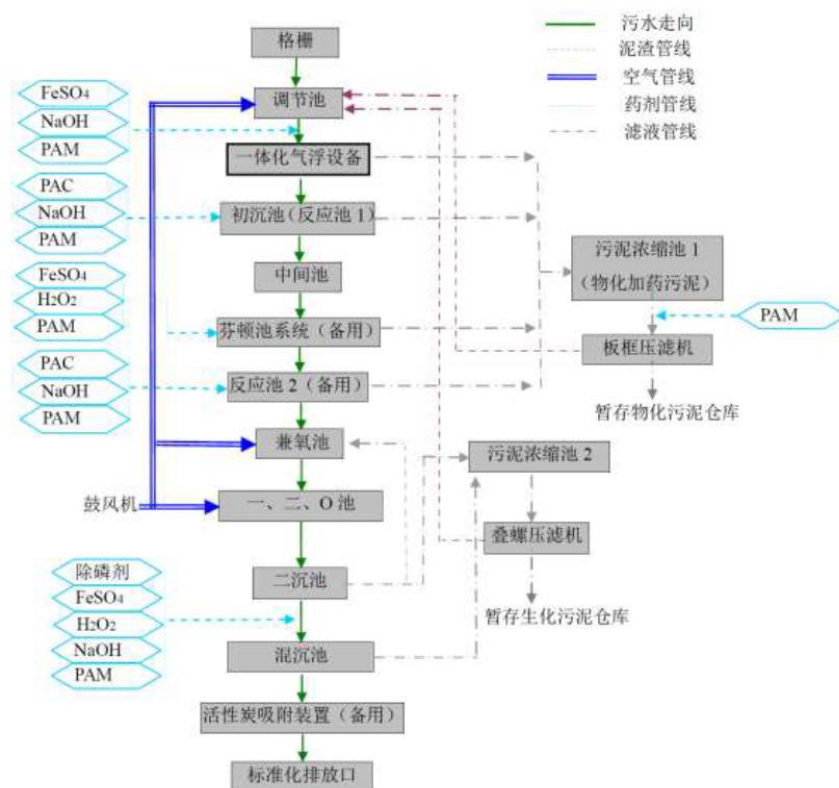 格栅
调节池
一体化气浮设备
初沉池(反应池 1)
中间池
芬顿池系统（备用）
反应池 2（备用）
兼氧池
一、二、O 池
二沉池
混沉池
活性炭吸附装置（备用）
标准化排放口
FeSO₄
NaOH
PAM
PAC
NaOH
PAM
FeSO₄
H₂O₂
PAM
PAC
NaOH
PAM
鼓风机
除磷剂
FeSO₄
H₂O₂
NaOH
PAM
污水走向
泥渣管线
空气管线
药剂管线
滤液管线
污泥浓缩池 1
（物化加药污泥）
PAM
板框压滤机
暂存物化污泥仓库
污泥浓缩池 2
叠螺压滤机
暂存生化污泥仓库